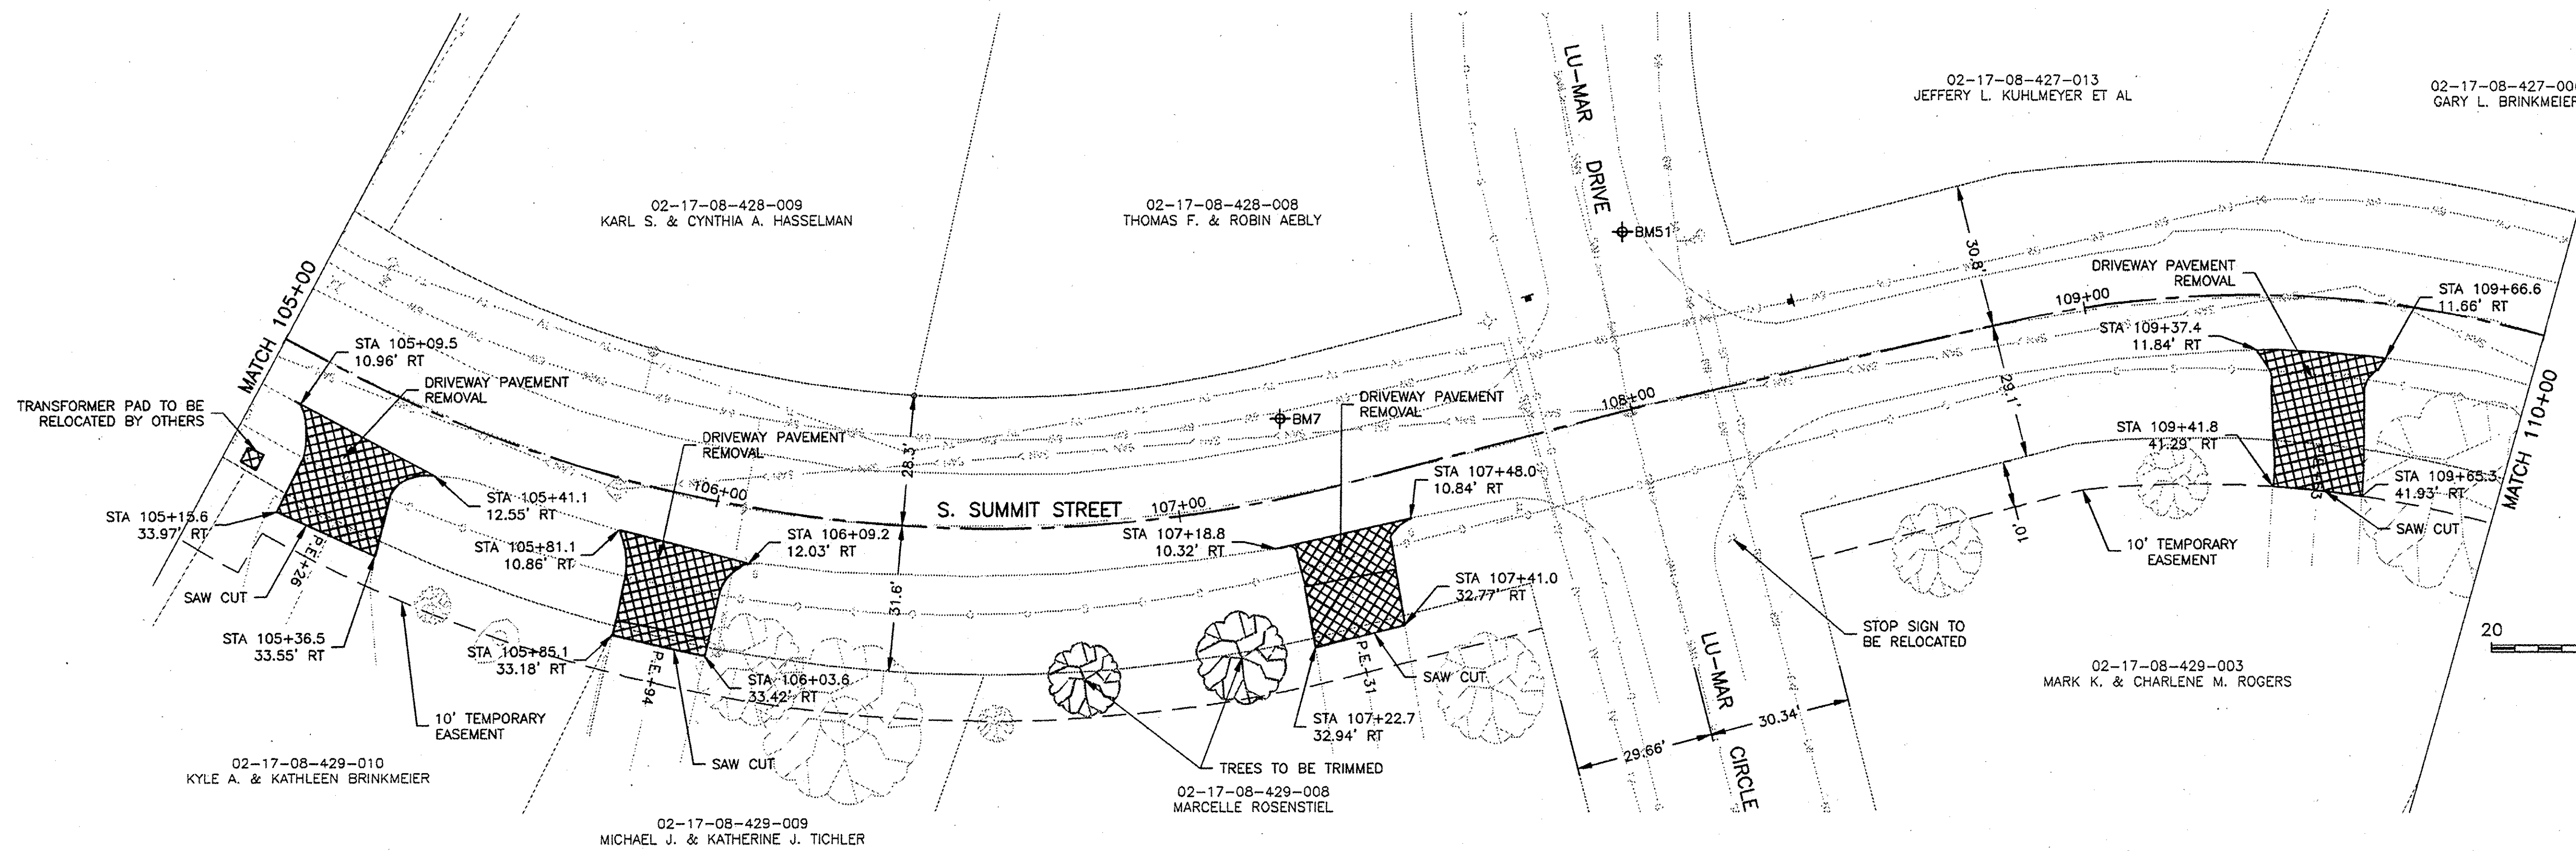 02-17-08-427-013
JEFFERY L. KUHLMEYER ET AL
02-17-08-427-00
GARY L. BRINKMEIER
LU-MAR DRIVE
02-17-08-428-009
KARL S. & CYNTHIA A. HASSELMAN
02-17-08-428-008
THOMAS F. & ROBIN AEBLY
BM51
30.8'
DRIVEWAY PAVEMENT
REMOVAL
109+00
STA 109+66.6
11.66' RT
STA 109+37.4
11.84' RT
MATCH 105+00
STA 105+09.5
10.96' RT
DRIVEWAY PAVEMENT
REMOVAL
TRANSFORMER PAD TO BE
RELOCATED BY OTHERS
DRIVEWAY PAVEMENT
REMOVAL
28.3'
BM7
DRIVEWAY PAVEMENT
REMOVAL
108+00
29.1'
MATCH 110+00
STA 109+41.8
41.29' RT
STA 109+65.3
41.93' RT
SAW CUT
10'
10' TEMPORARY
EASEMENT
STA 107+48.0
10.84' RT
106+00
S. SUMMIT STREET
107+00
STA 105+41.1
12.55' RT
STA 105+15.6
33.97' RT
P.E.+26
SAW CUT
STA 105+36.5
33.55' RT
STA 105+81.1
10.86' RT
STA 106+09.2
12.03' RT
STA 107+18.8
10.32' RT
STA 107+41.0
32.77' RT
31.6'
STA 105+85.1
33.18' RT
P.E.+94
STA 106+03.6
33.42' RT
SAW CUT
P.E.+31
SAW CUT
STA 107+22.7
32.94' RT
STOP SIGN TO
BE RELOCATED
20
02-17-08-429-003
MARK K. & CHARLENE M. ROGERS
10' TEMPORARY
EASEMENT
TREES TO BE TRIMMED
29.66'
30.34'
LU-MAR CIRCLE
02-17-08-429-010
KYLE A. & KATHLEEN BRINKMEIER
02-17-08-429-008
MARCELLE ROSENSTIEL
02-17-08-429-009
MICHAEL J. & KATHERINE J. TICHLER